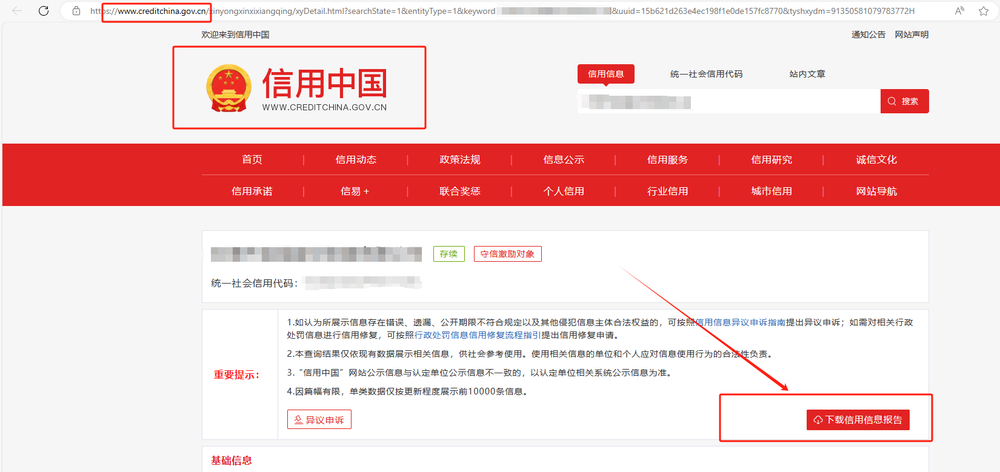 https://www.creditchina.gov.cn/xinyongxinxixiangqing/xyDetail.html?searchState=1&entityType=1&keyword
&uuid=15b621d263e4ec198f1e0de157fc8770&tyshxydm=91350581079783772H
欢迎来到信用中国
通知公告 网站声明
信用中国
WWW.CREDITCHINA.GOV.CN
信用信息 统一社会信用代码 站内文章
搜索
首页 | 信用动态 | 政策法规 | 信息公示 | 信用服务 | 信用研究 | 诚信文化
信用承诺 | 信易 + | 联合奖惩 | 个人信用 | 行业信用 | 城市信用 | 网站导航
存续 守信激励对象
统一社会信用代码：
重要提示：
1.如认为所展示信息存在错误、遗漏、公开期限不符合规定以及其他侵犯信息主体合法权益的，可按照信用信息异议申诉指南提出异议申诉；如需对相关行政
处罚信息进行信用修复，可按照行政处罚信息信用修复流程指引提出信用修复申请。
2.本查询结果仅依现有数据展示相关信息，供社会参考使用。使用相关信息的单位和个人应对信息使用行为的合法性负责。
3.“信用中国”网站公示信息与认定单位公示信息不一致的，以认定单位相关系统公示信息为准。
4.因篇幅有限，单类数据仅按更新程度展示前10000条信息。
异议申诉
下载信用信息报告
基础信息